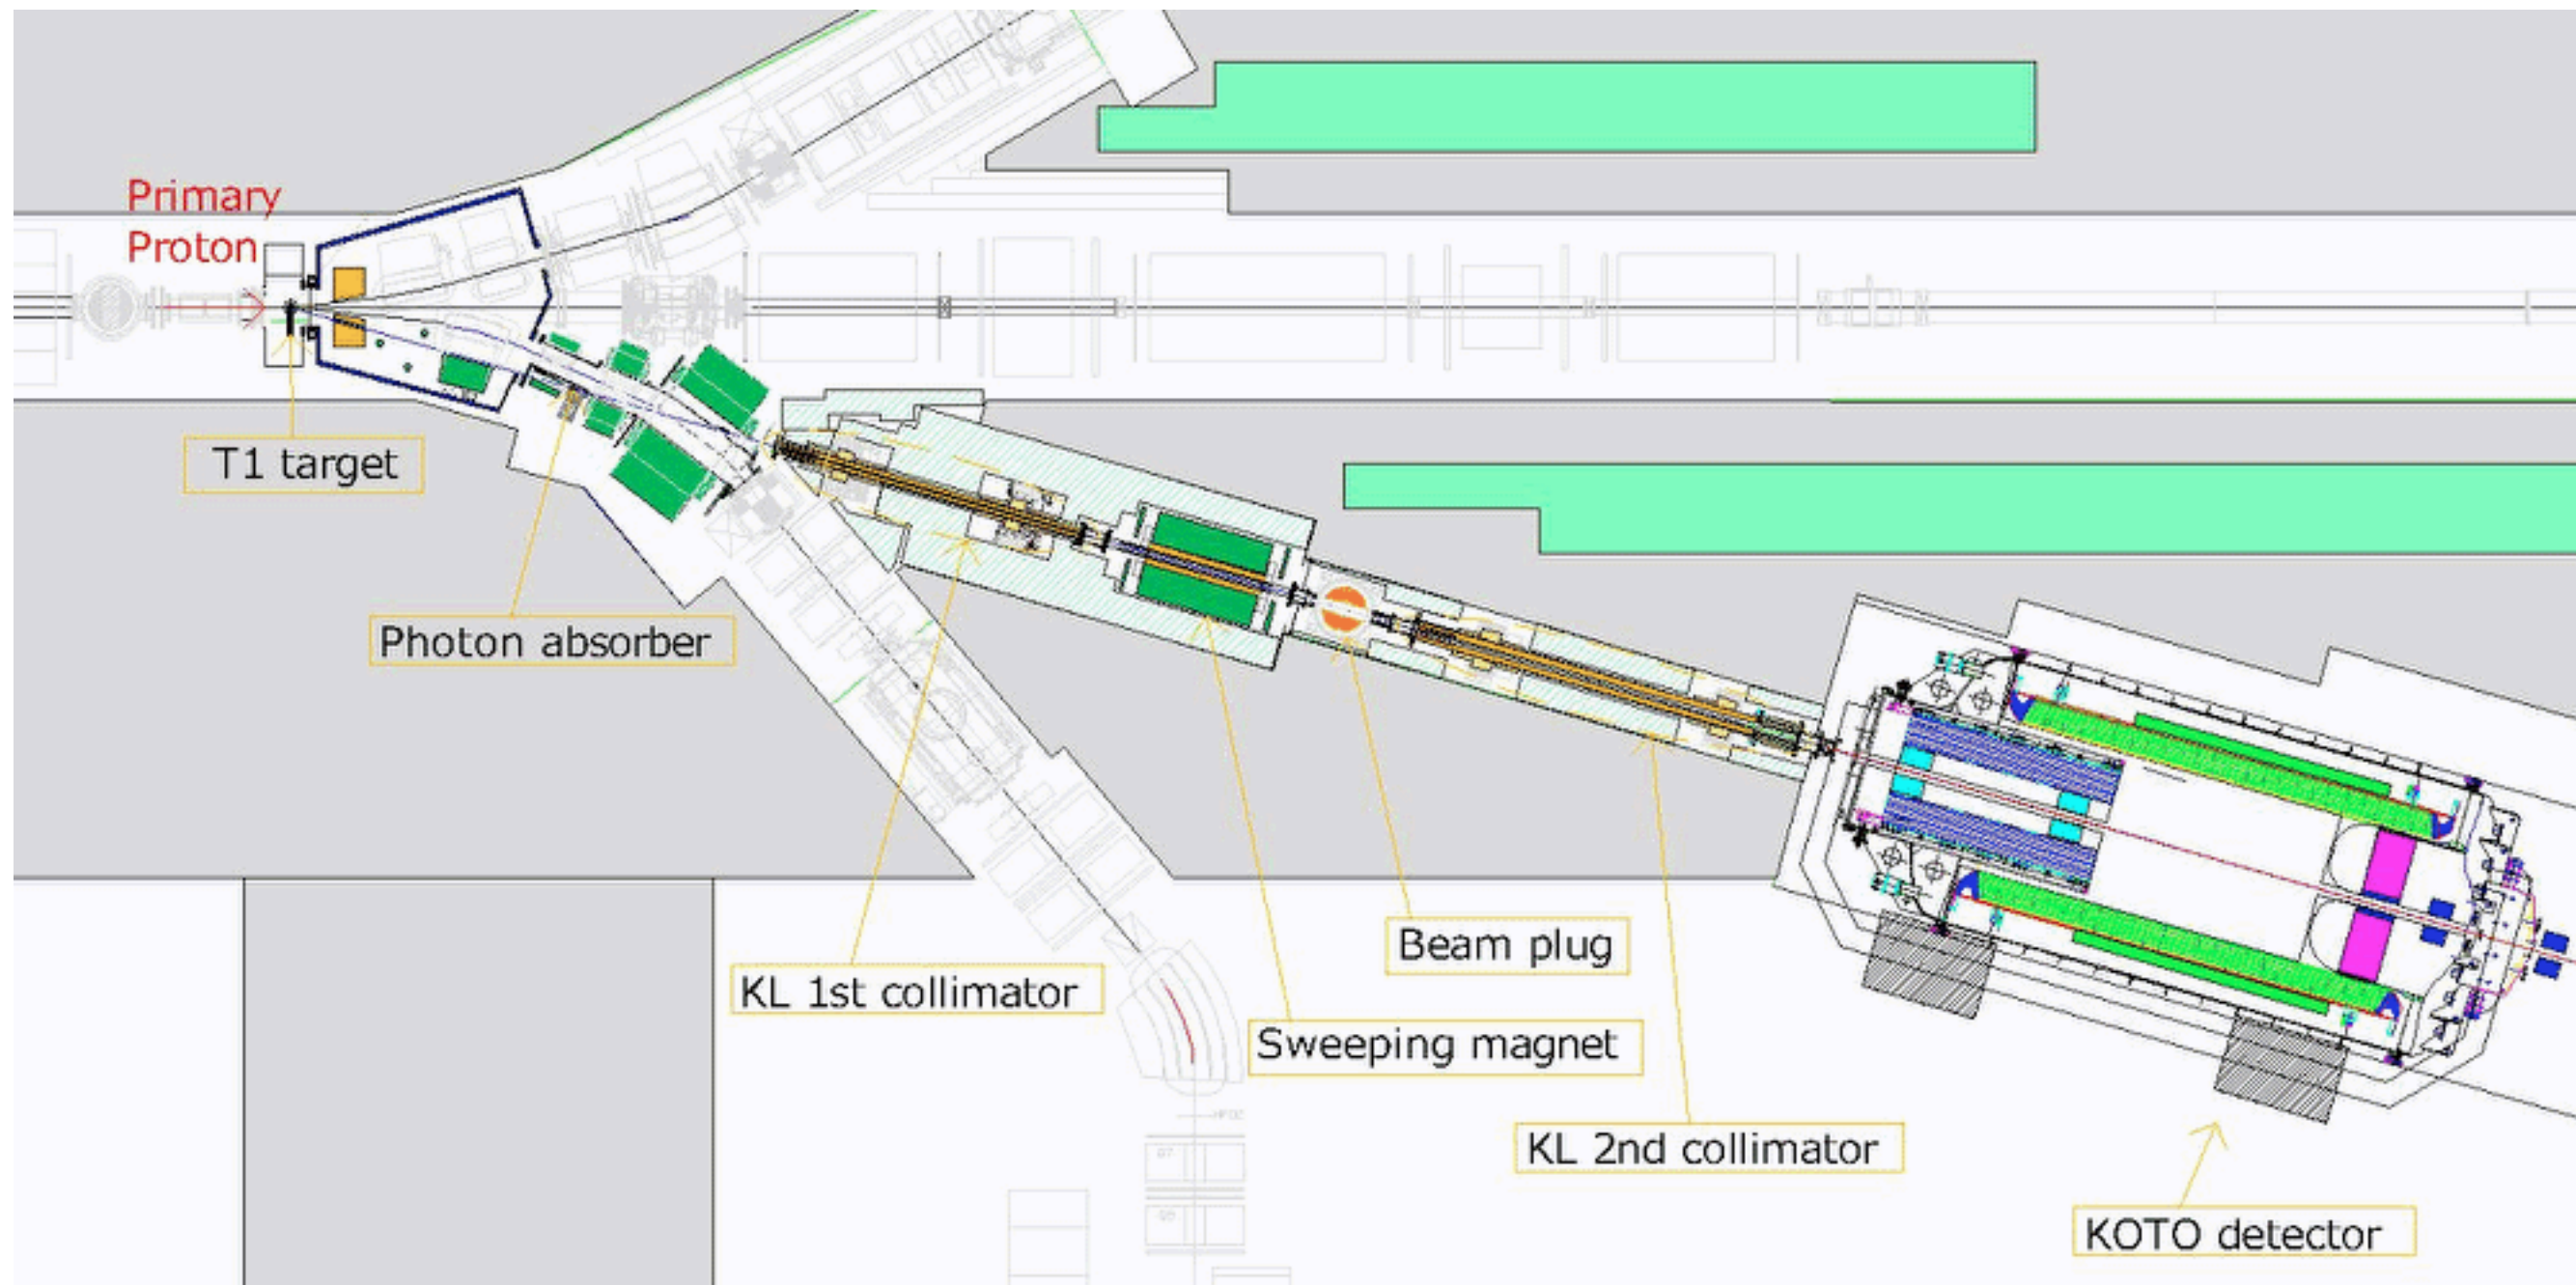 Primary
Proton
T1 target
Photon absorber
KL 1st collimator
Beam plug
Sweeping magnet
KL 2nd collimator
KOTO detector